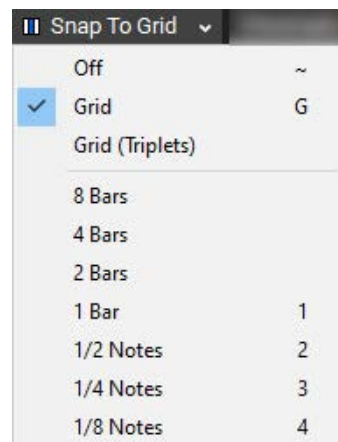 Snap To Grid
Off ~
Grid G
Grid (Triplets)
8 Bars
4 Bars
2 Bars
1 Bar 1
1/2 Notes 2
1/4 Notes 3
1/8 Notes 4